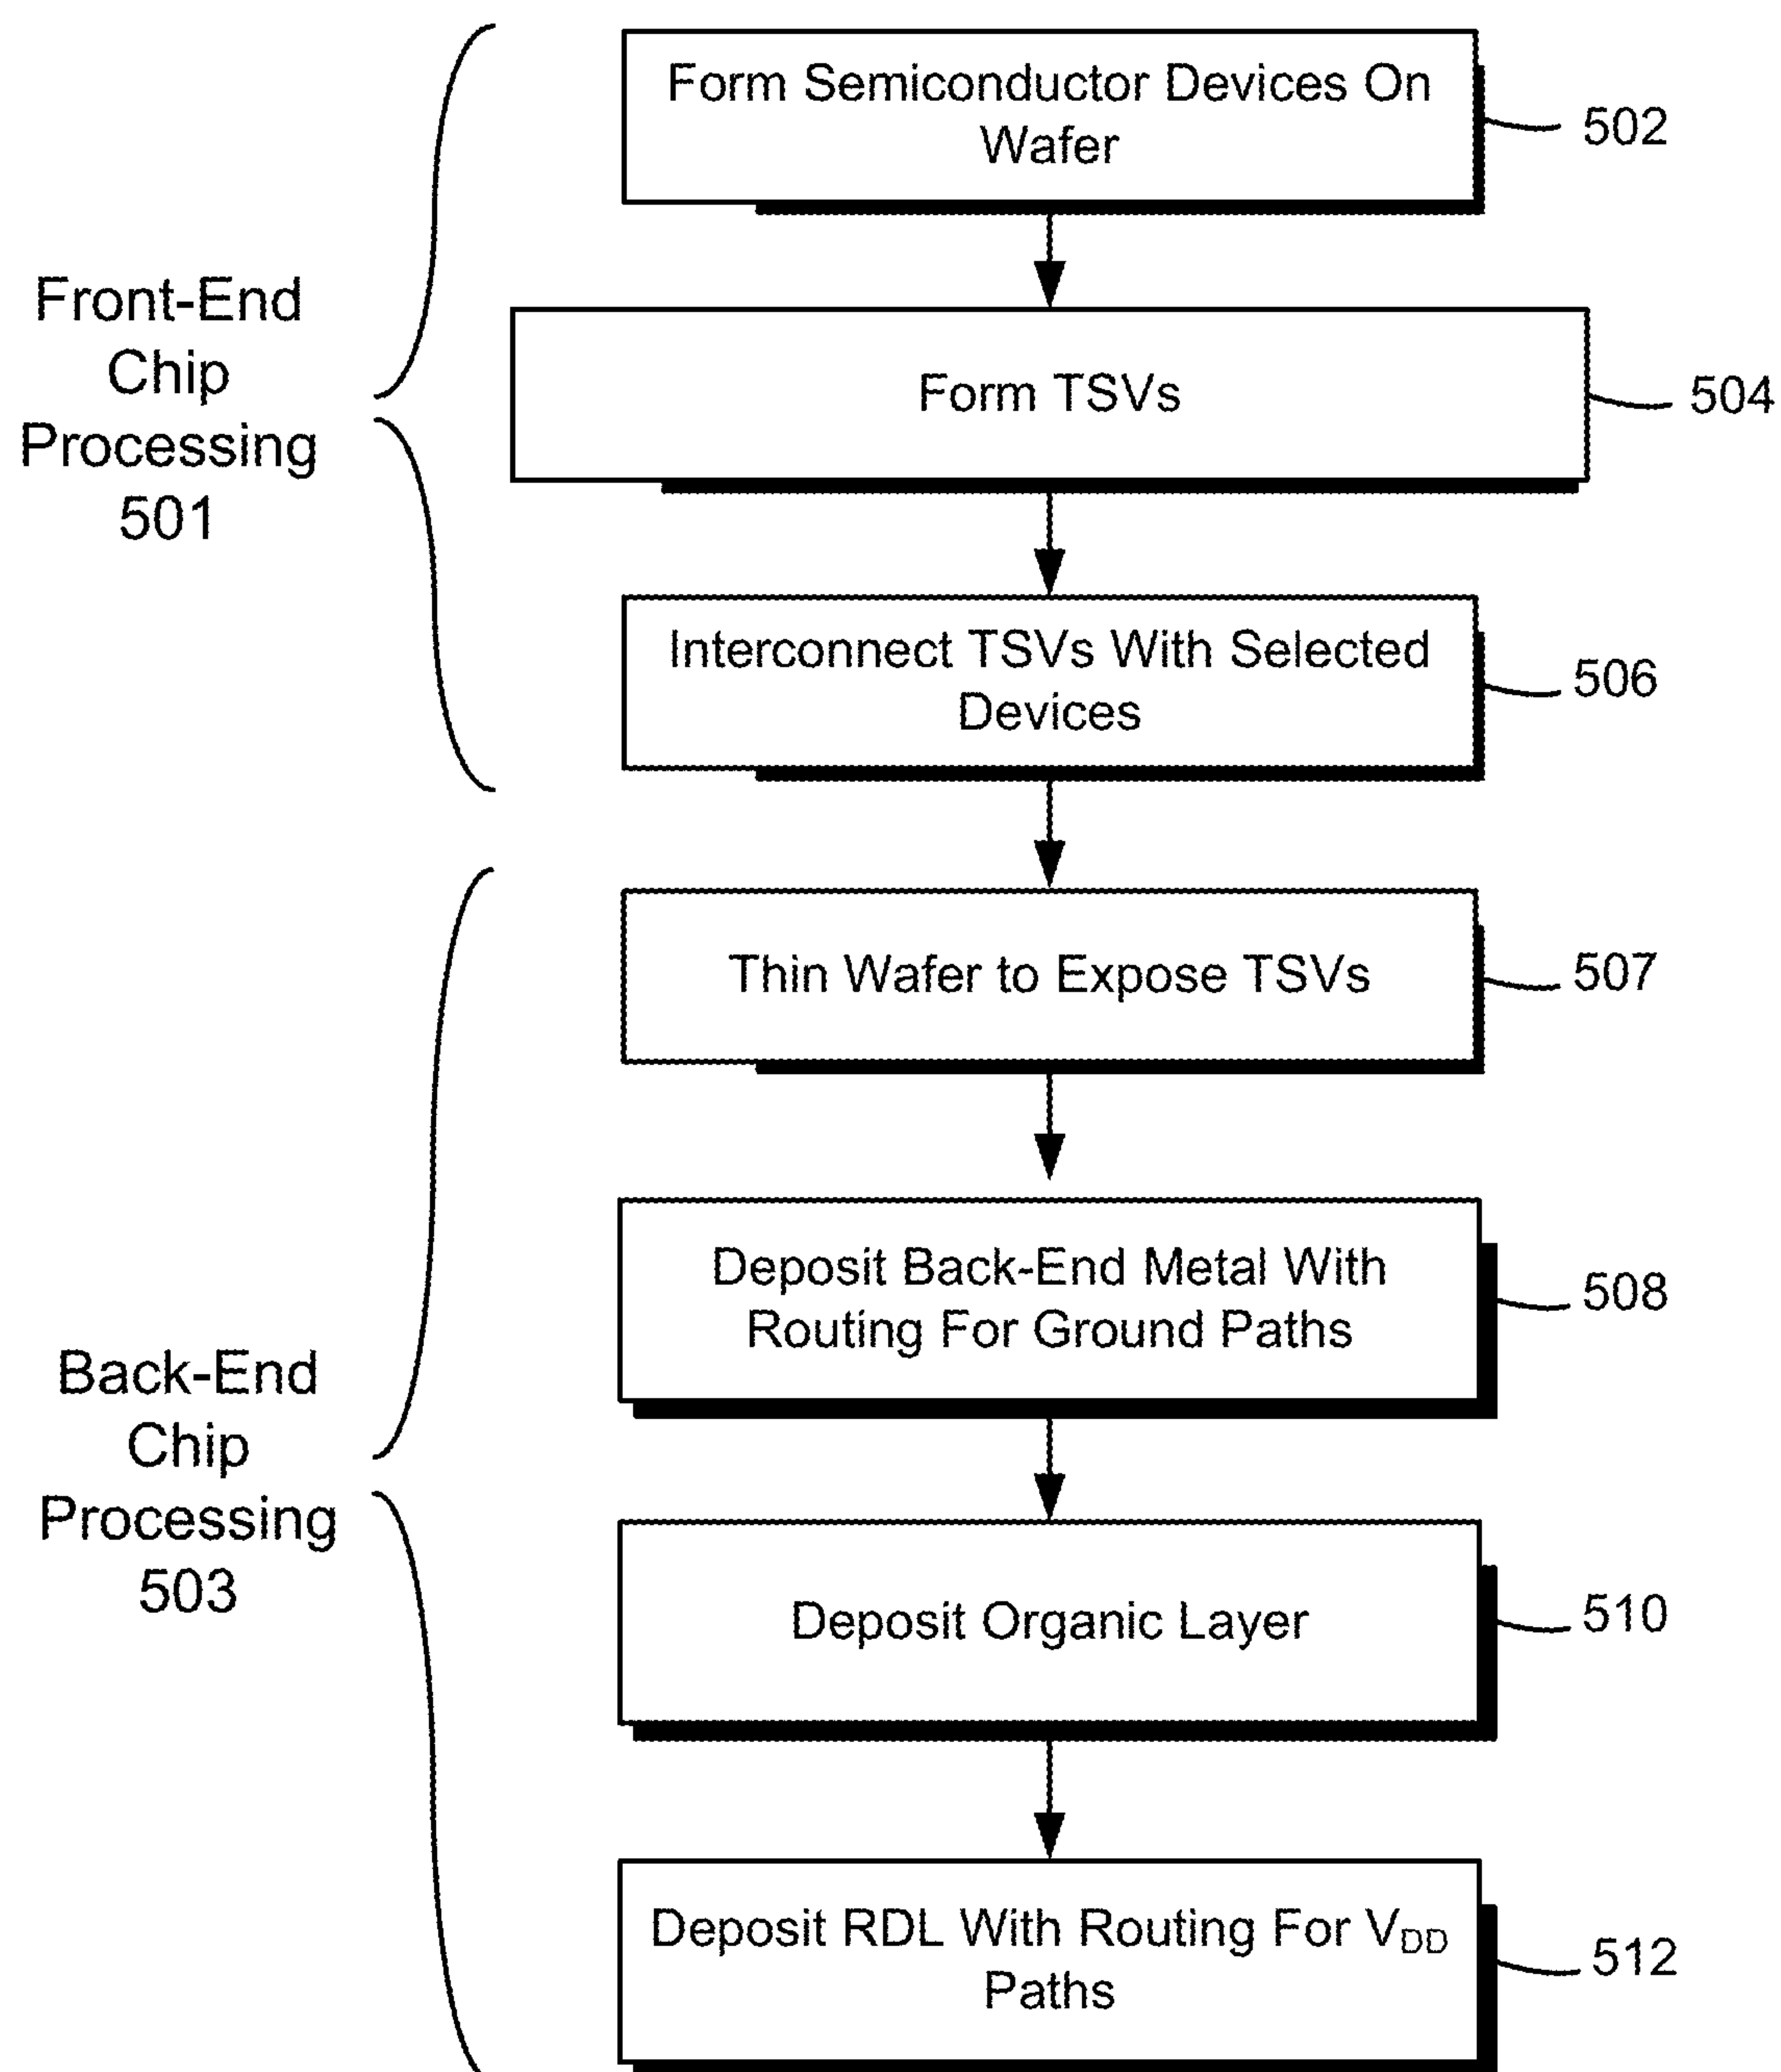 Form Semiconductor Devices On
Wafer
502
Front-End
Chip
Processing
501
Form TSVs
504
Interconnect TSVs With Selected
Devices
506
Thin Wafer to Expose TSVs
507
Back-End
Chip
Processing
503
Deposit Back-End Metal With
Routing For Ground Paths
508
Deposit Organic Layer
510
Deposit RDL With Routing For VDD
Paths
512